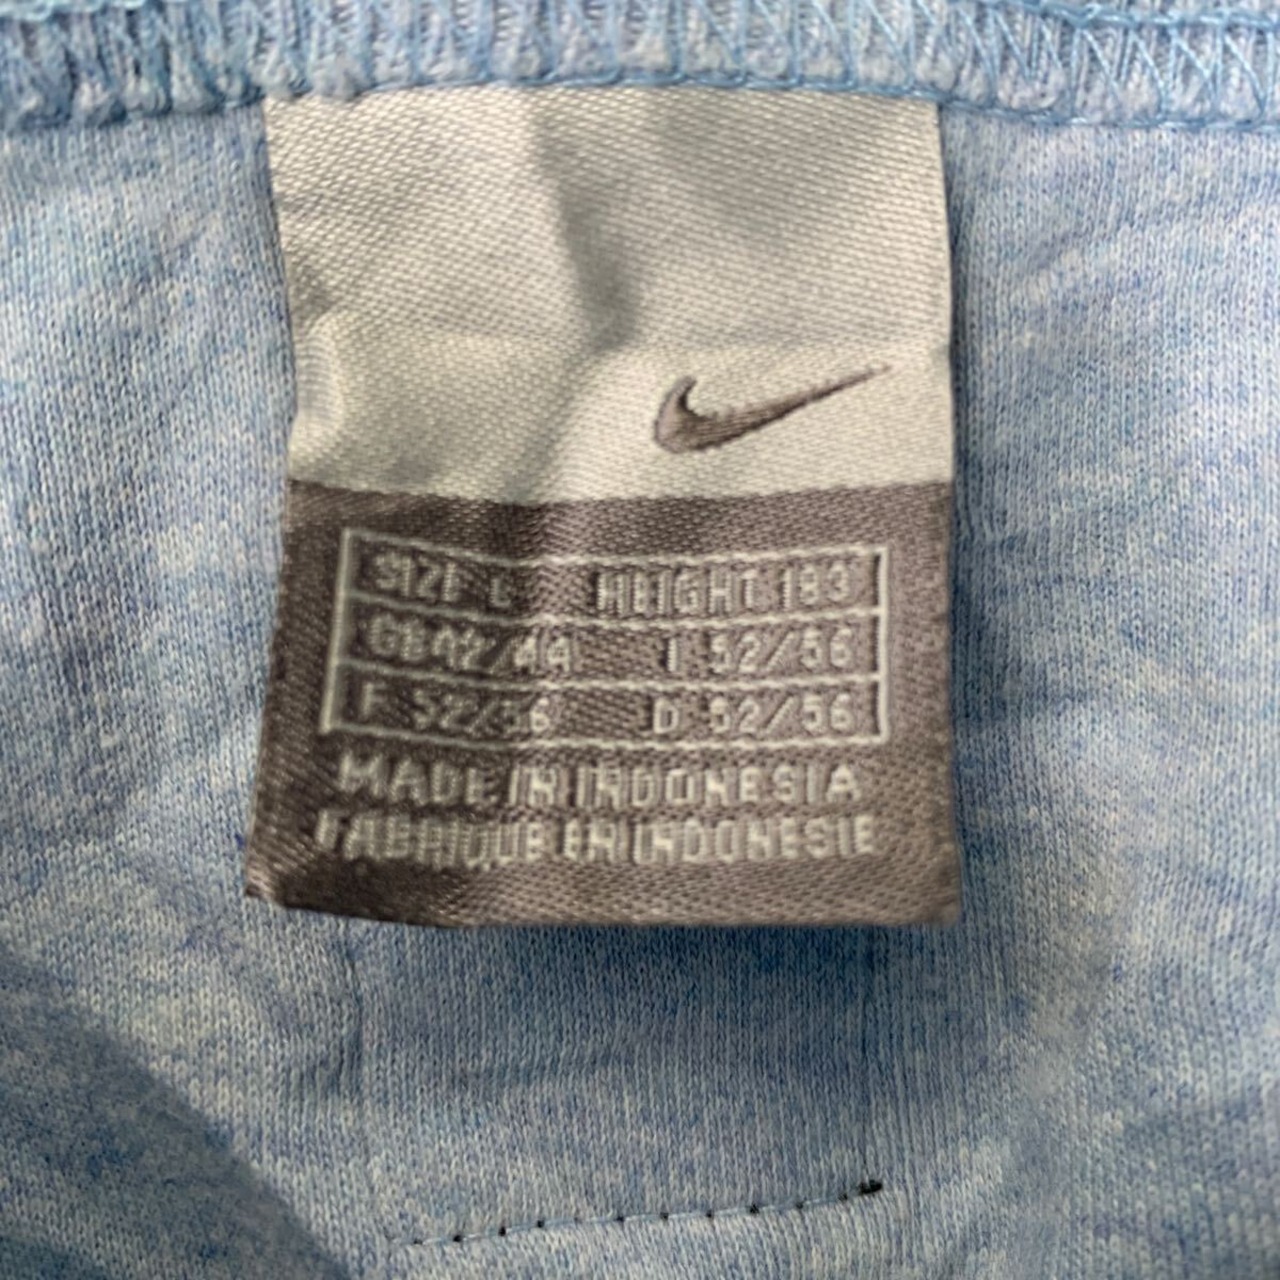 SIZE L HEIGHT 183
GB 42/44 I 52/56
F 52/56 D 52/56
MADE IN INDONESIA
FABRIQUE EN INDONESIE